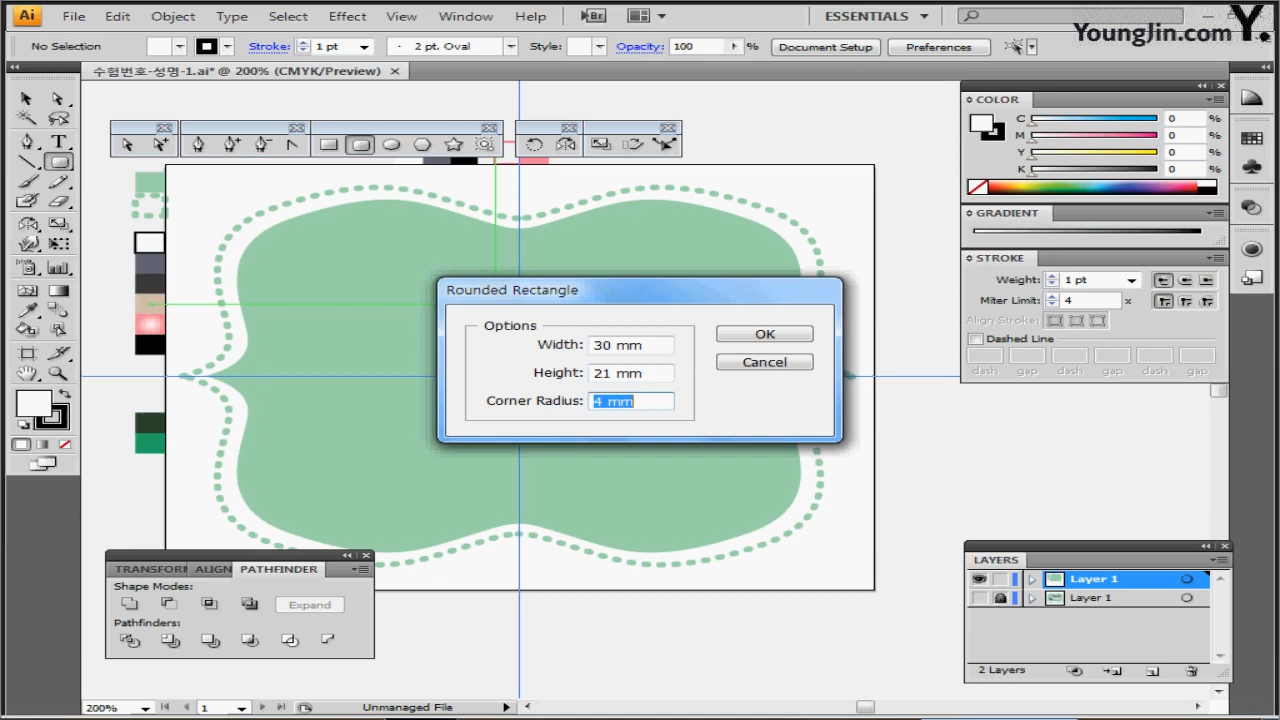 Ai File Edit Object Type Select Effect View Window Help Br ESSENTIALS
YoungJin.com Y.
No Selection Stroke: 1 pt 2 pt. Oval Style: Opacity: 100 % Document Setup Preferences
수험번호-성명-1.ai* @ 200% (CMYK/Preview)
COLOR
C 0 %
M 0 %
Y 0 %
K 0 %
GRADIENT
STROKE
Weight: 1 pt
Miter Limit: 4 x
Align Stroke:
Dashed Line
dash gap dash gap dash gap
Rounded Rectangle
Options
Width: 30 mm
Height: 21 mm
Corner Radius: 4 mm
OK
Cancel
TRANSFORM ALIGN PATHFINDER
Shape Modes:
Expand
Pathfinders:
LAYERS
Layer 1
Layer 1
2 Layers
200% 1 Unmanaged File